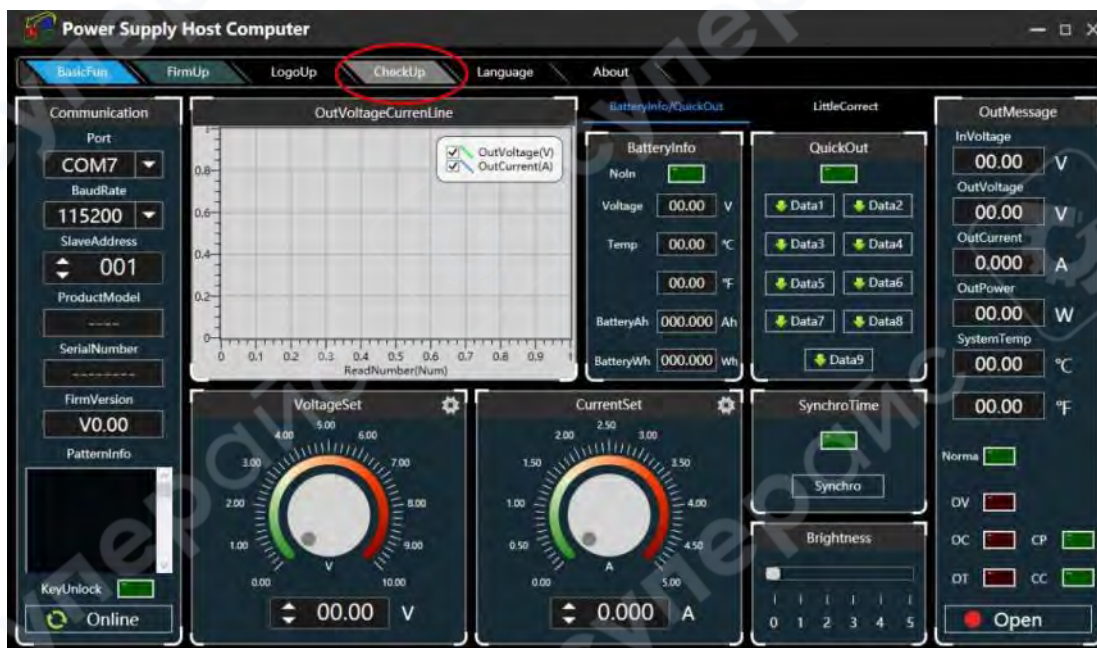 Power Supply Host Computer
BasicFun FirmUp LogoUp CheckUp Language About
Communication
Port
COM7
BaudRate
115200
SlaveAddress
001
ProductModel
----
SerialNumber
--------
FirmVersion
V0.00
PatternInfo
KeyUnlock
Online
OutVoltageCurrenLine
OutVoltage(V)
OutCurrent(A)
1
0.8
0.6
0.4
0.2
0
0 0.1 0.2 0.3 0.4 0.5 0.6 0.7 0.8 0.9 1
ReadNumber(Num)
BatteryInfo/QuickOut LittleCorrect
BatteryInfo
NoIn
Voltage 00.00 V
Temp 00.00 ℃
00.00 ℉
BatteryAh 000.000 Ah
BatteryWh 000.000 Wh
QuickOut
Data1 Data2
Data3 Data4
Data5 Data6
Data7 Data8
Data9
VoltageSet
0.00 1.00 2.00 3.00 4.00 5.00 6.00 7.00 8.00 9.00 10.00
V
00.00 V
CurrentSet
0.00 0.50 1.00 1.50 2.00 2.50 3.00 3.50 4.00 4.50 5.00
A
0.000 A
SynchroTime
Synchro
Brightness
0 1 2 3 4 5
OutMessage
InVoltage
00.00 V
OutVoltage
00.00 V
OutCurrent
0.000 A
OutPower
00.00 W
SystemTemp
00.00 ℃
00.00 ℉
Norma
OV
OC CP
OT CC
Open